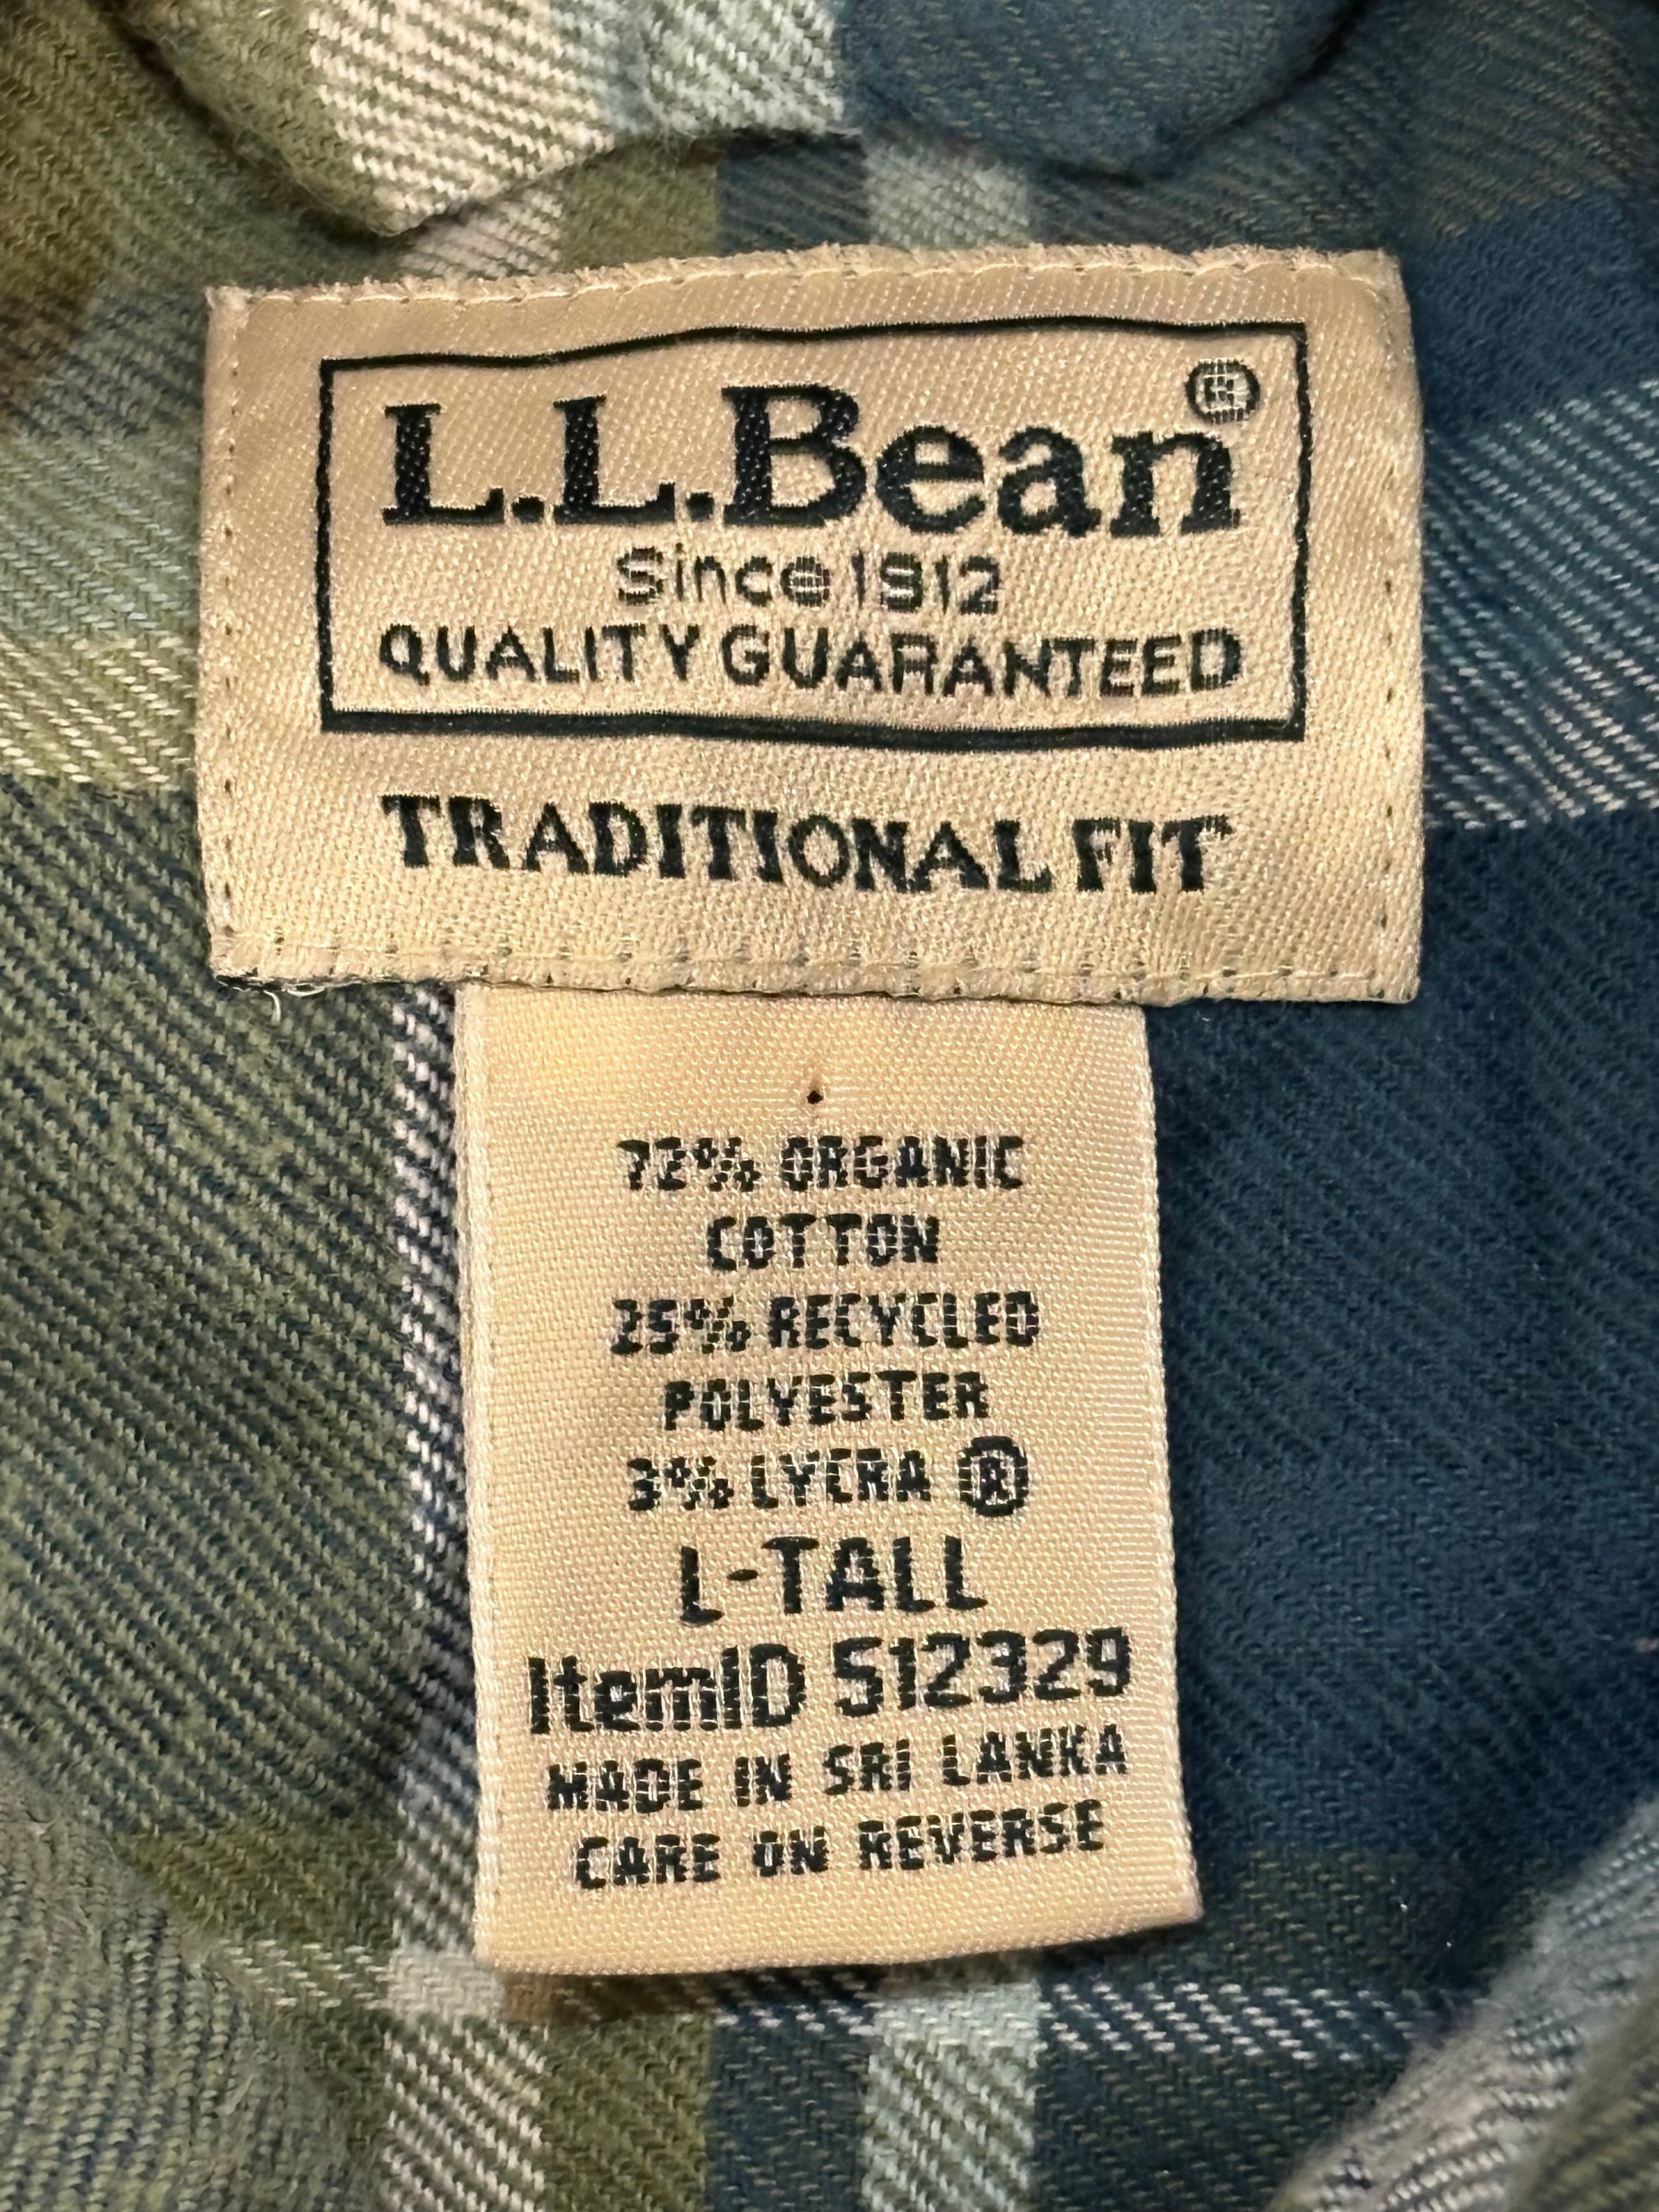 L.L.Bean®
Since 1912
QUALITY GUARANTEED
TRADITIONAL FIT
72% ORGANIC
COTTON
25% RECYCLED
POLYESTER
3% LYCRA ®
L-TALL
ItemID 512329
MADE IN SRI LANKA
CARE ON REVERSE